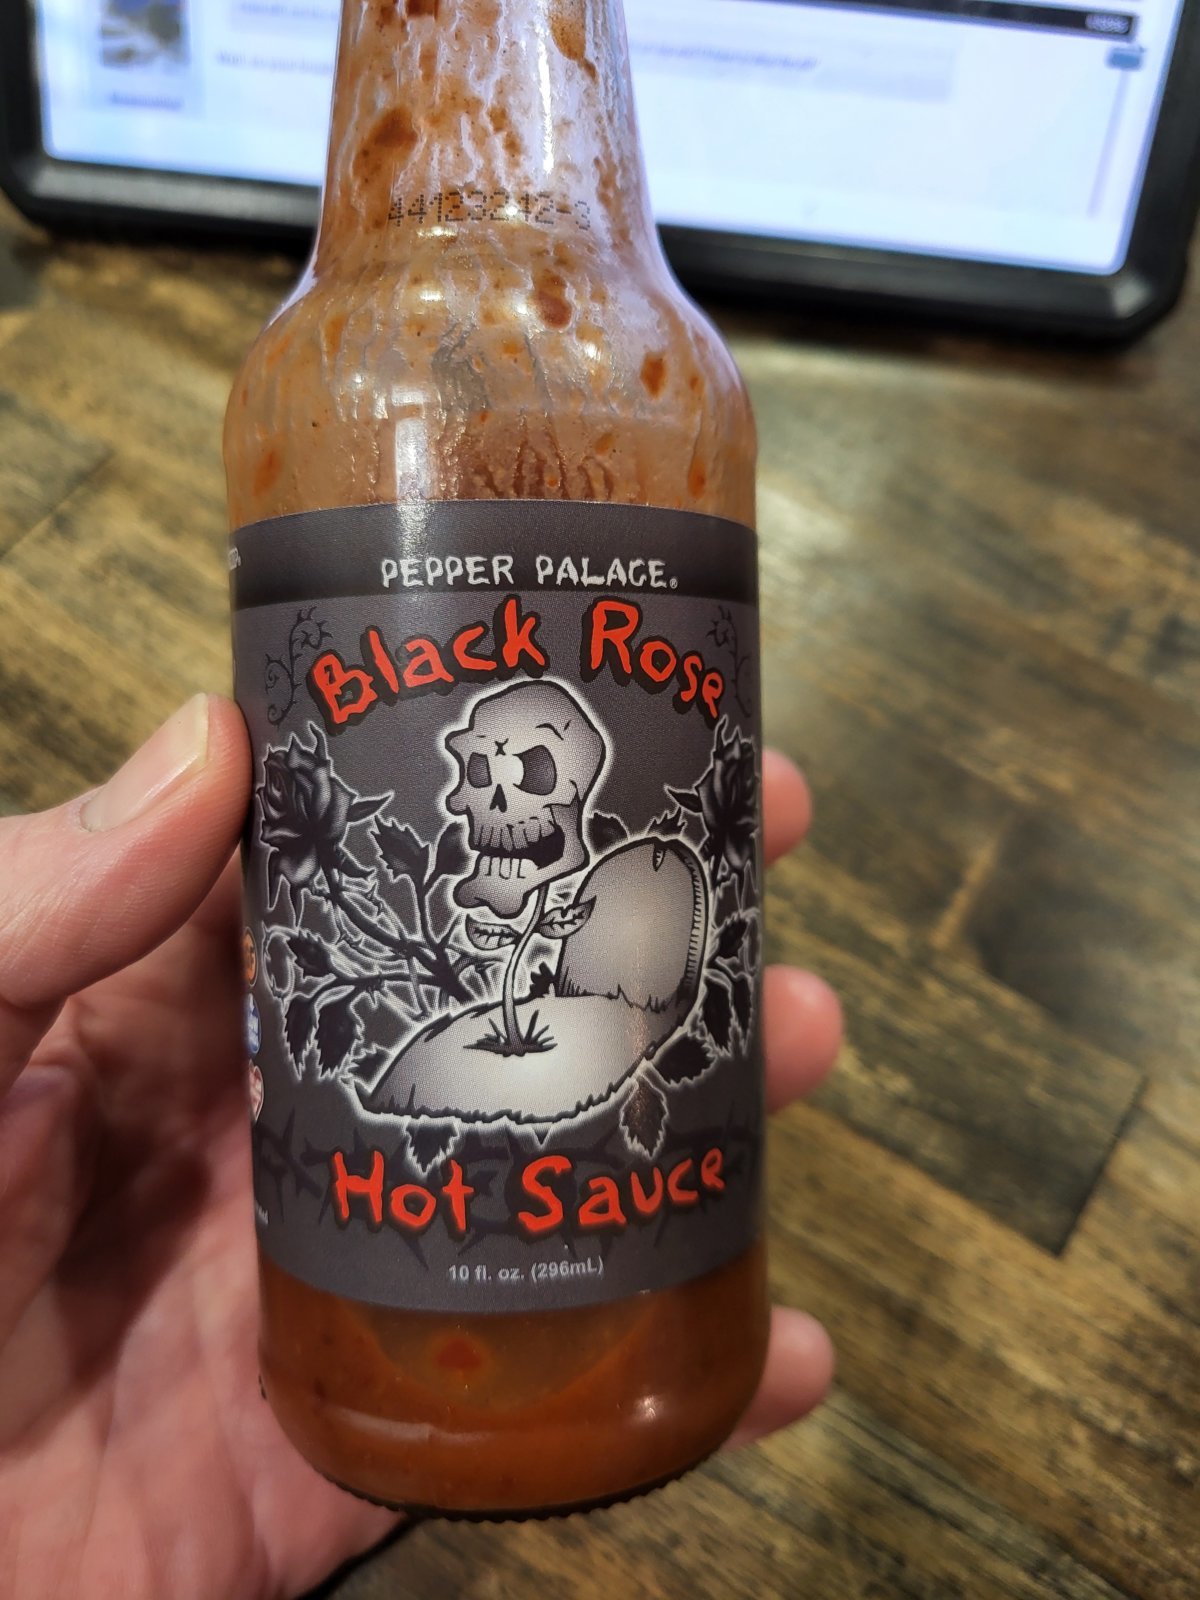 44123242-3
PEPPER PALACE®
Black Rose
Hot Sauce
10 fl. oz. (296mL)